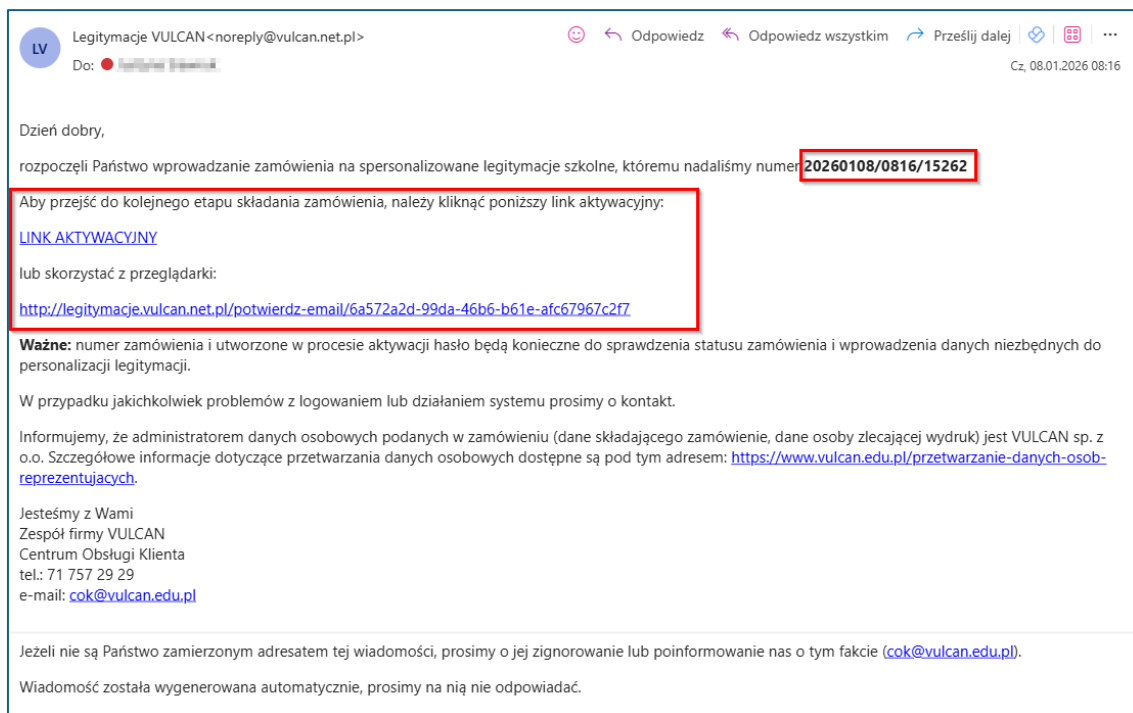 LV
Legitymacje VULCAN<noreply@vulcan.net.pl>
Odpowiedz
Odpowiedz wszystkim
Prześlij dalej
Do:
Cz, 08.01.2026 08:16
Dzień dobry,
rozpoczęli Państwo wprowadzanie zamówienia na spersonalizowane legitymacje szkolne, któremu nadaliśmy numer 20260108/0816/15262
Aby przejść do kolejnego etapu składania zamówienia, należy kliknąć poniższy link aktywacyjny:
LINK AKTYWACYJNY
lub skorzystać z przeglądarki:
http://legitymacje.vulcan.net.pl/potwierdz-email/6a572a2d-99da-46b6-b61e-afc67967c2f7
Ważne: numer zamówienia i utworzone w procesie aktywacji hasło będą konieczne do sprawdzenia statusu zamówienia i wprowadzenia danych niezbędnych do
personalizacji legitymacji.
W przypadku jakichkolwiek problemów z logowaniem lub działaniem systemu prosimy o kontakt.
Informujemy, że administratorem danych osobowych podanych w zamówieniu (dane składającego zamówienie, dane osoby zlecającej wydruk) jest VULCAN sp. z
o.o. Szczegółowe informacje dotyczące przetwarzania danych osobowych dostępne są pod tym adresem: https://www.vulcan.edu.pl/przetwarzanie-danych-osob-
reprezentujacych.
Jesteśmy z Wami
Zespół firmy VULCAN
Centrum Obsługi Klienta
tel.: 71 757 29 29
e-mail: cok@vulcan.edu.pl
Jeżeli nie są Państwo zamierzonym adresatem tej wiadomości, prosimy o jej zignorowanie lub poinformowanie nas o tym fakcie (cok@vulcan.edu.pl).
Wiadomość została wygenerowana automatycznie, prosimy na nią nie odpowiadać.